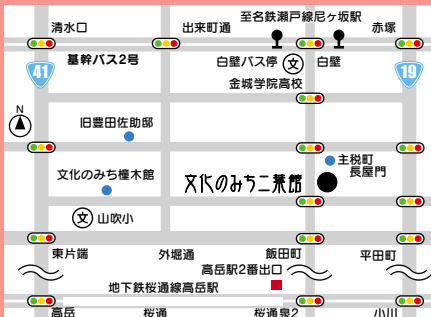 至名鉄瀬戸線尼ヶ坂駅
清水口
出来町通
赤塚
基幹バス2号
白壁バス停
文
白壁
41
金城学院高校
19
N
旧豊田佐助邸
主税町
長屋門
文化のみち橦木館
文化のみち二葉館
文
山吹小
東片端
外堀通
飯田町
平田町
高岳駅2番出口
地下鉄桜通線高岳駅
高岳
桜通
桜通泉2
小川